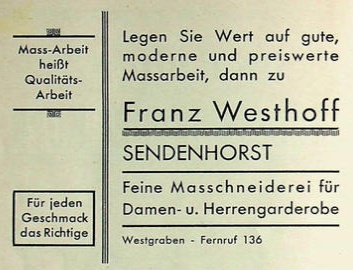 Mass-Arbeit
heißt
Qualitäts-
Arbeit
Für jeden
Geschmack
das Richtige
Legen Sie Wert auf gute,
moderne und preiswerte
Massarbeit, dann zu
Franz Westhoff
SENDENHORST
Feine Masschneiderei für
Damen- u. Herrengarderobe
Westgraben - Fernruf 136